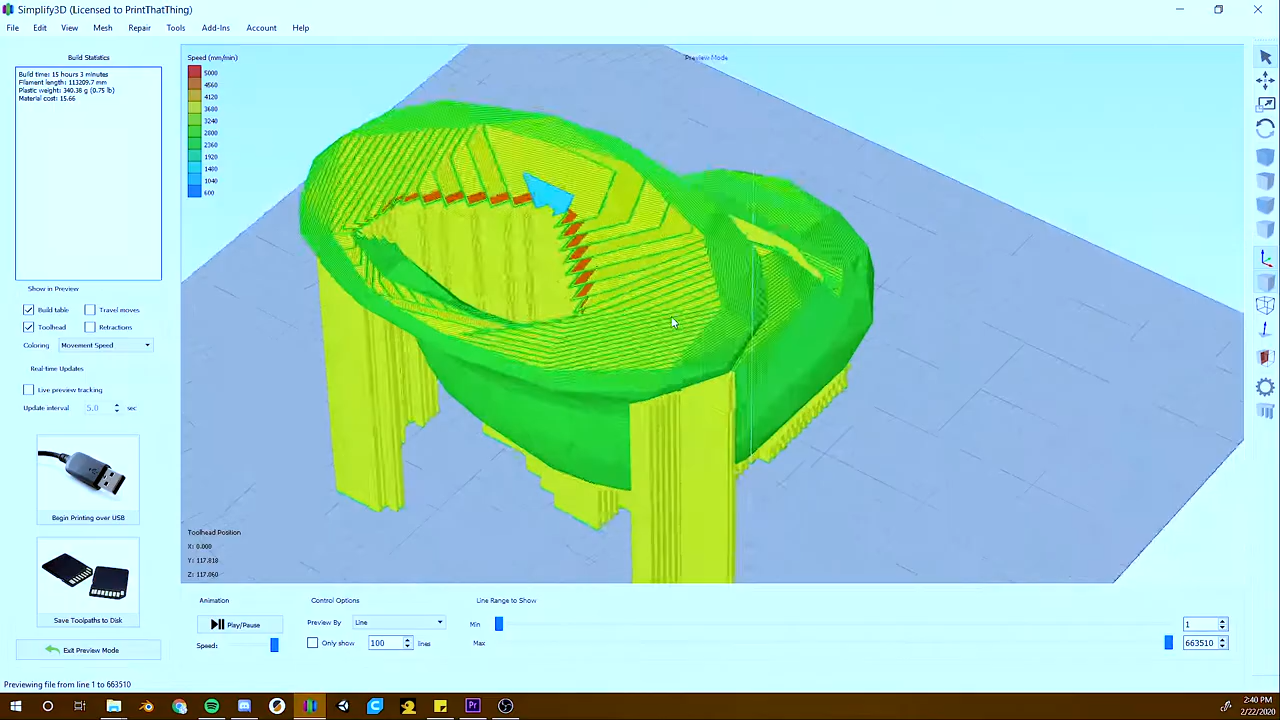 Simplify3D (Licensed to PrintThatThing)
File Edit View Mesh Repair Tools Add-Ins Account Help
Build Statistics
Build time: 15 hours 3 minutes
Filament length: 113209.7 mm
Plastic weight: 340.38 g (0.75 lb)
Material cost: 15.66
Speed (mm/min)
5000
4560
4120
3680
3240
2800
2360
1920
1480
1040
600
Preview Mode
Show in Preview
Build table Travel moves
Toolhead Retractions
Coloring Movement Speed
Real-time Updates
Live preview tracking
Update interval 5.0 sec
Begin Printing over USB
Save Toolpaths to Disk
Exit Preview Mode
Toolhead Position
X: 0.000
Y: 117.818
Z: 117.060
Animation
Play/Pause
Speed:
Control Options
Preview By Line
Only show 100 lines
Line Range to Show
Min 1
Max 663510
Previewing file from line 1 to 663510
2:40 PM
2/22/2020